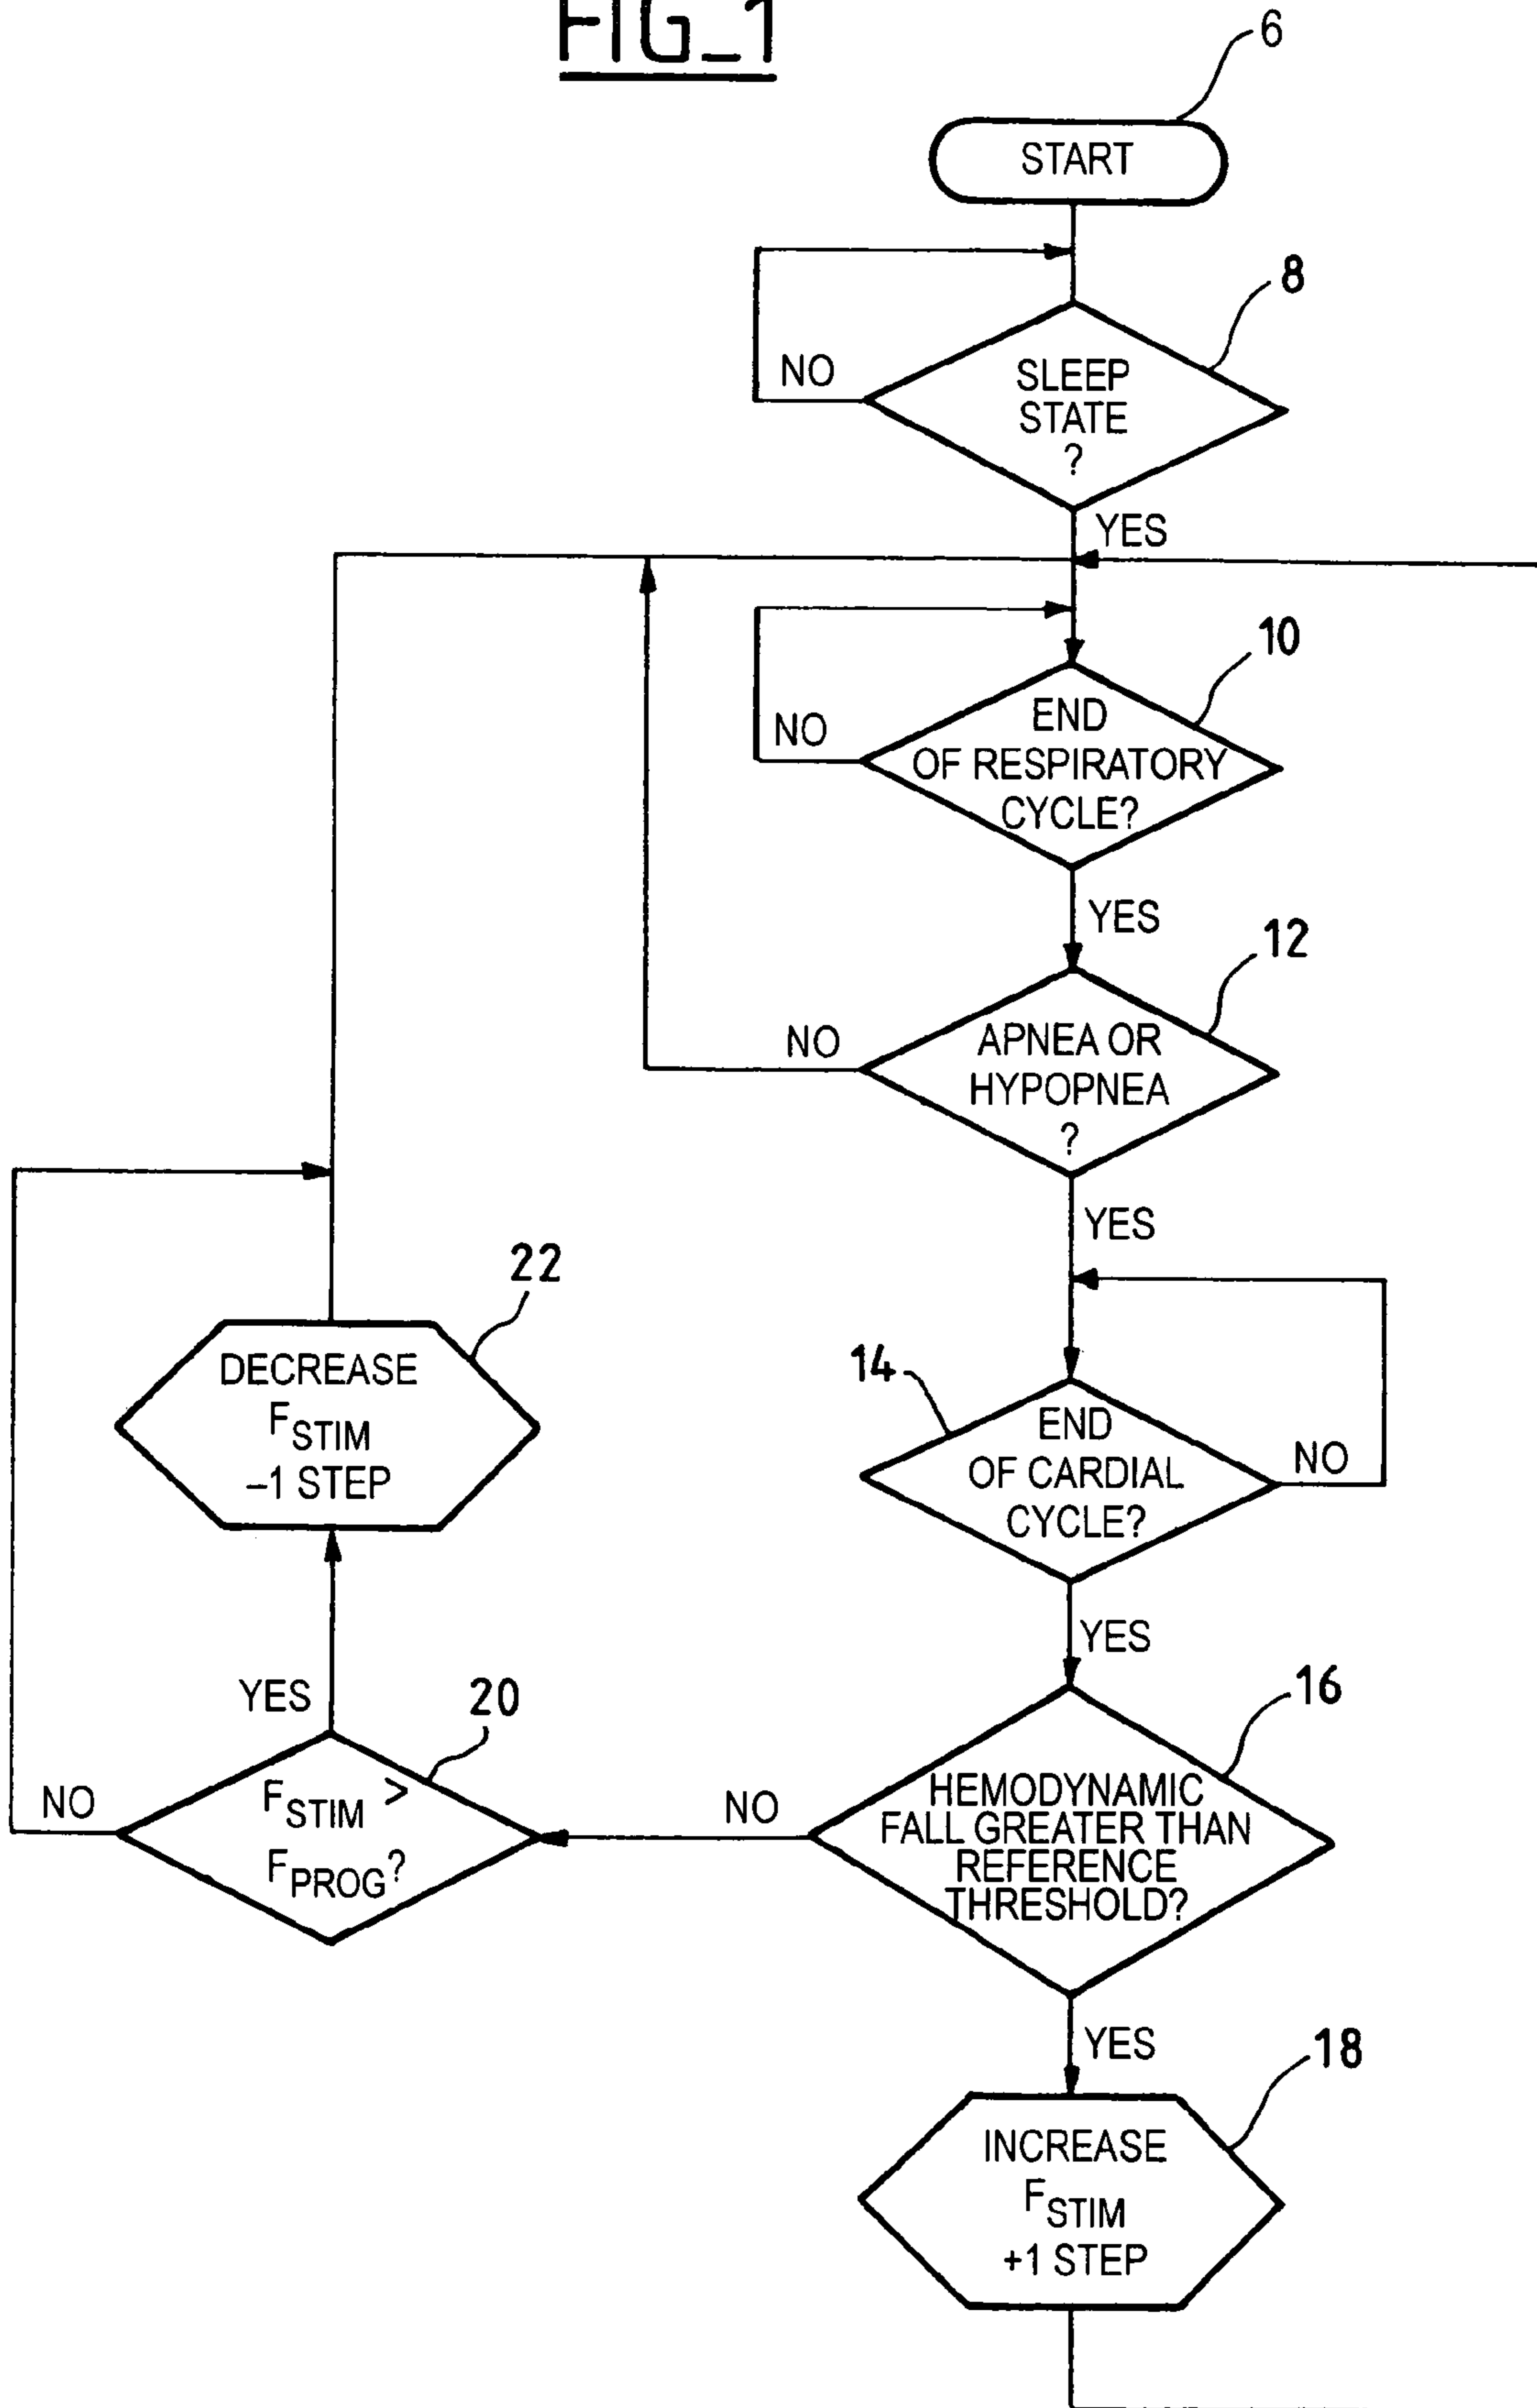 FIG_1
6
START
8
NO
SLEEP
STATE
?
YES
10
NO
END
OF RESPIRATORY
CYCLE?
YES
12
NO
APNEA OR
HYPOPNEA
?
YES
22
DECREASE
FSTIM
–1 STEP
14
END
OF CARDIAL
CYCLE?
NO
YES
YES
20
16
NO
FSTIM >
FPROG?
NO
HEMODYNAMIC
FALL GREATER THAN
REFERENCE
THRESHOLD?
YES
18
INCREASE
FSTIM
+1 STEP